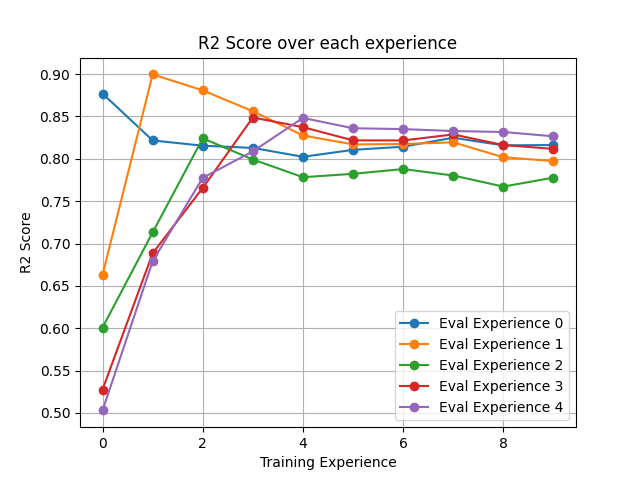 R2 Score over each experience
0.90
0.85
0.80
0.75
0.70
0.65
0.60
0.55
0.50
R2 Score
0
2
4
6
8
Training Experience
Eval Experience 0
Eval Experience 1
Eval Experience 2
Eval Experience 3
Eval Experience 4